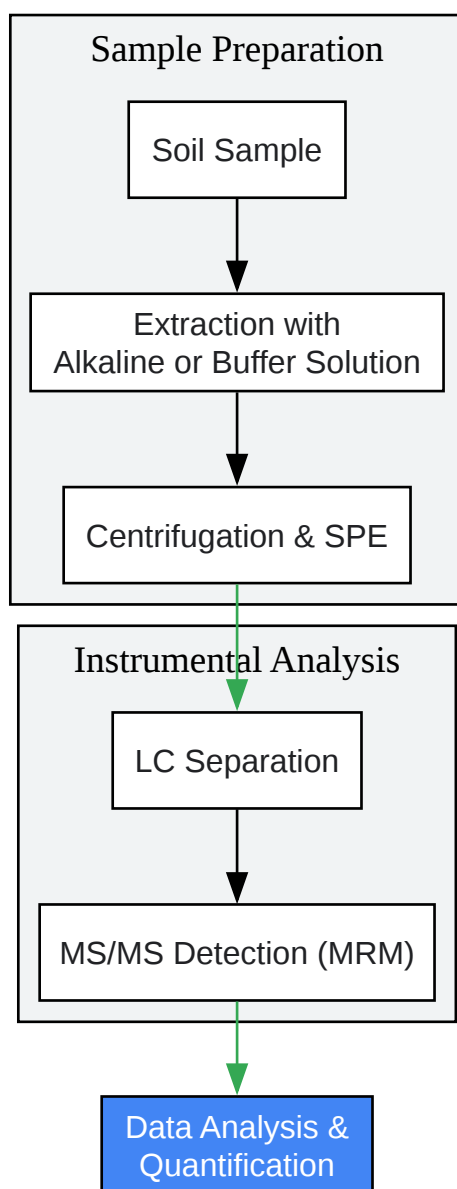 Sample Preparation
Soil Sample
Extraction with
Alkaline or Buffer Solution
Centrifugation & SPE
Instrumental Analysis
LC Separation
MS/MS Detection (MRM)
Data Analysis &
Quantification